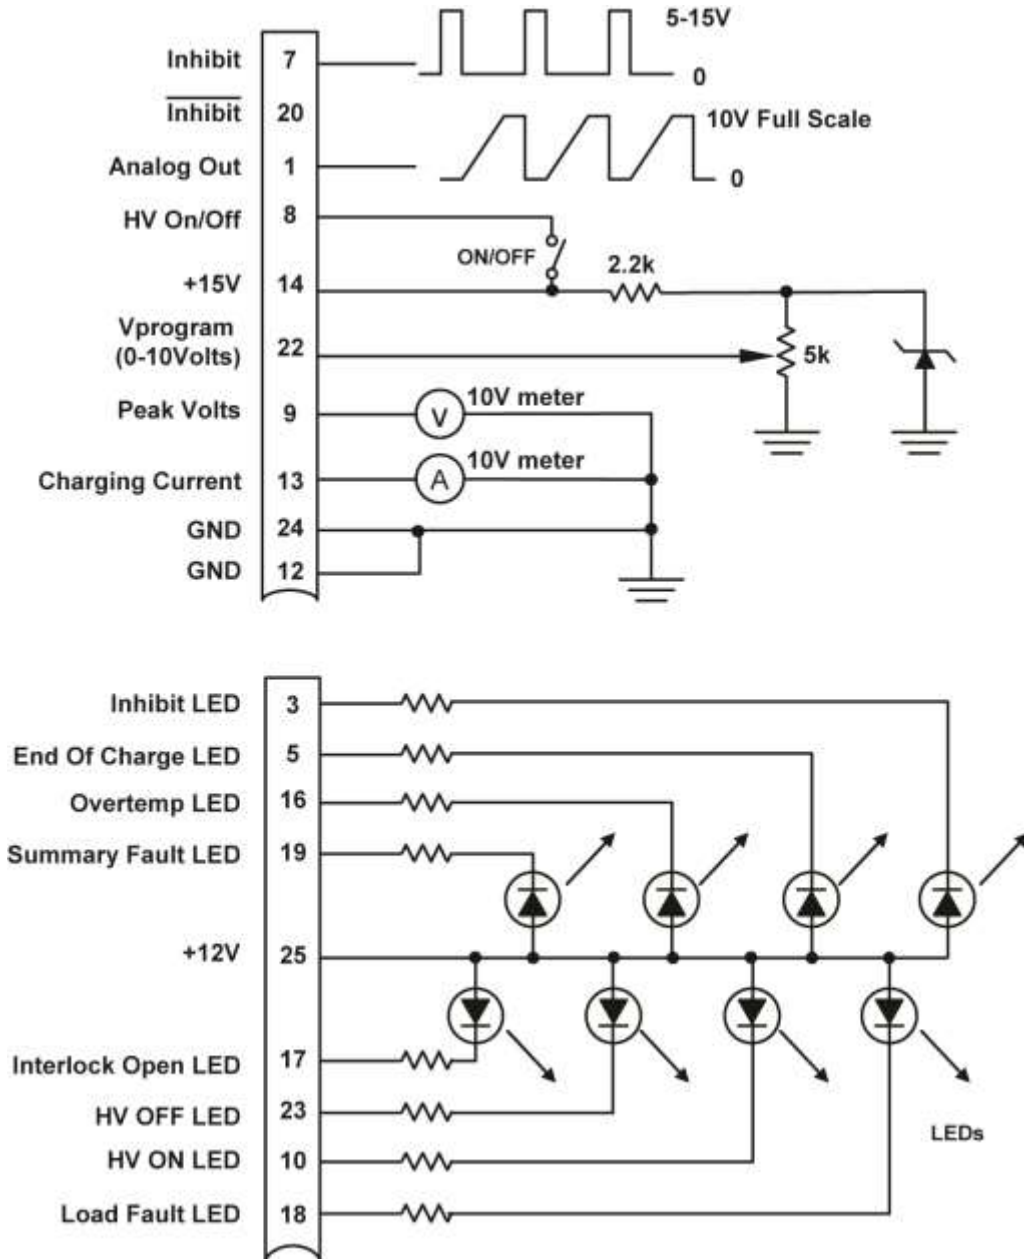 5-15V
Inhibit 7
0
Inhibit 20
10V Full Scale
Analog Out 1
0
HV On/Off 8
ON/OFF
2.2k
+15V 14
Vprogram
(0-10Volts) 22
5k
Peak Volts 9
10V meter
V
Charging Current 13
10V meter
A
GND 24
GND 12
Inhibit LED 3
End Of Charge LED 5
Overtemp LED 16
Summary Fault LED 19
+12V 25
Interlock Open LED 17
HV OFF LED 23
LEDs
HV ON LED 10
Load Fault LED 18